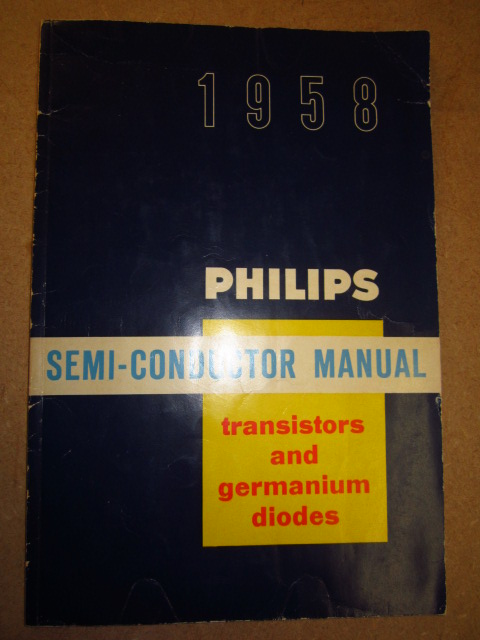 1958
PHILIPS
SEMI-CONDUCTOR MANUAL
transistors
and
germanium
diodes